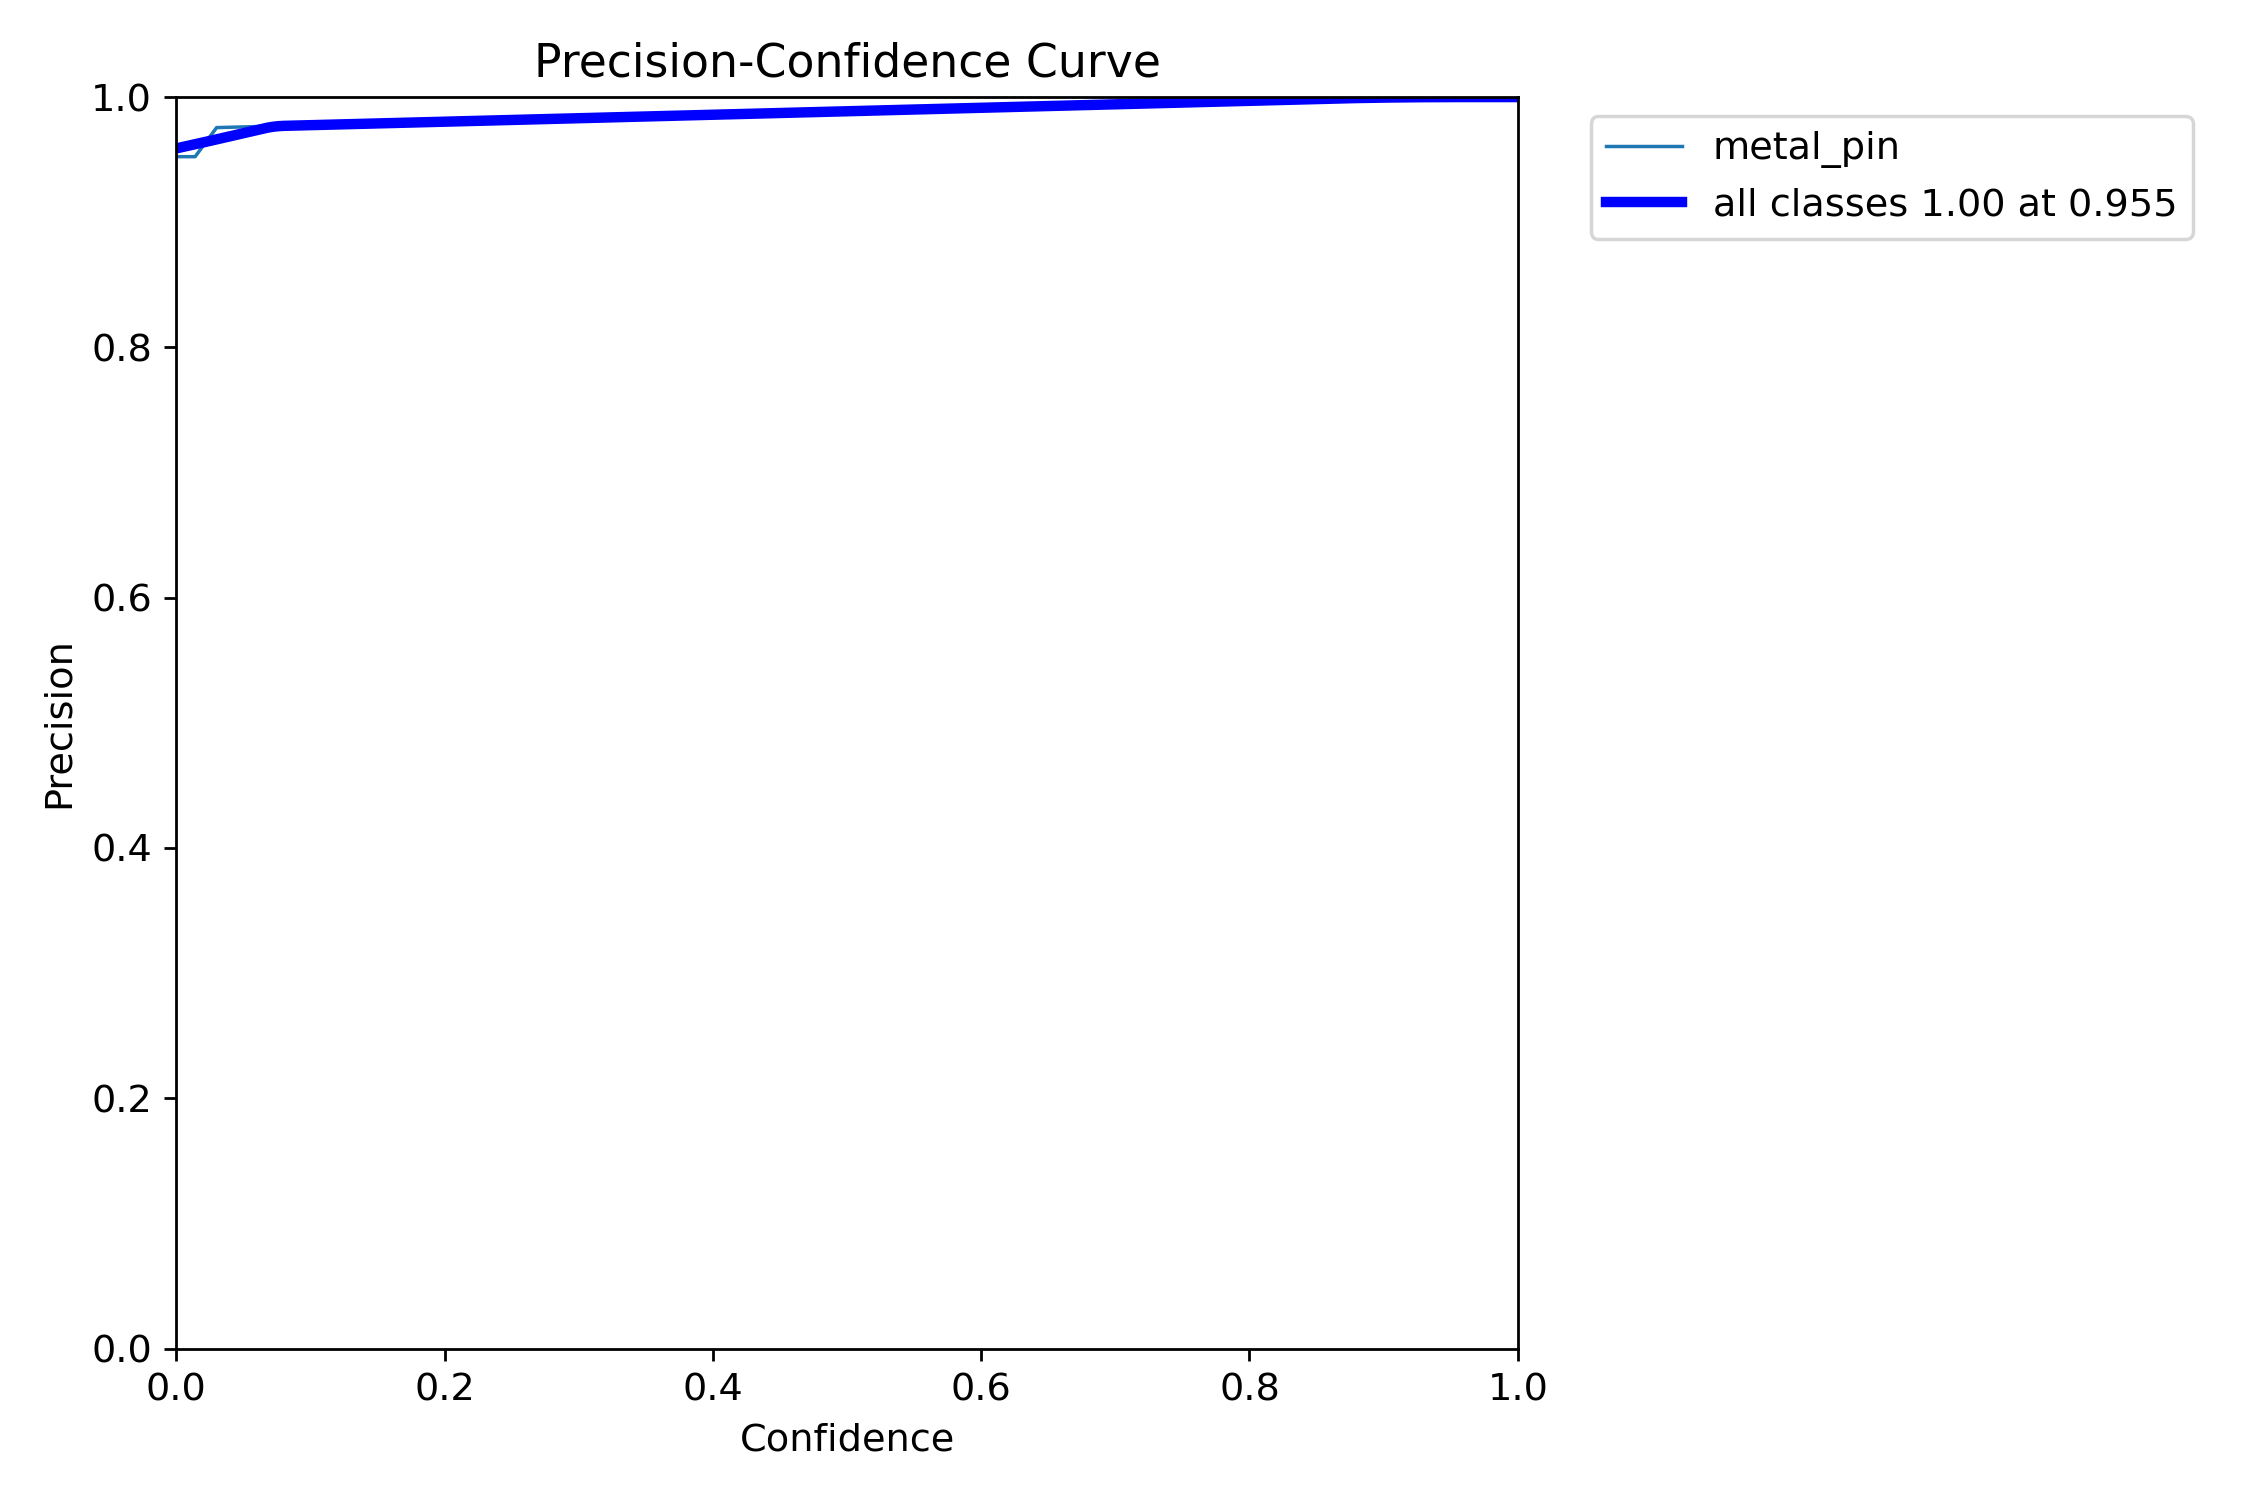 Precision-Confidence Curve
1.0
0.8
0.6
0.4
0.2
0.0
Precision
0.0 0.2 0.4 0.6 0.8 1.0
Confidence
metal_pin
all classes 1.00 at 0.955